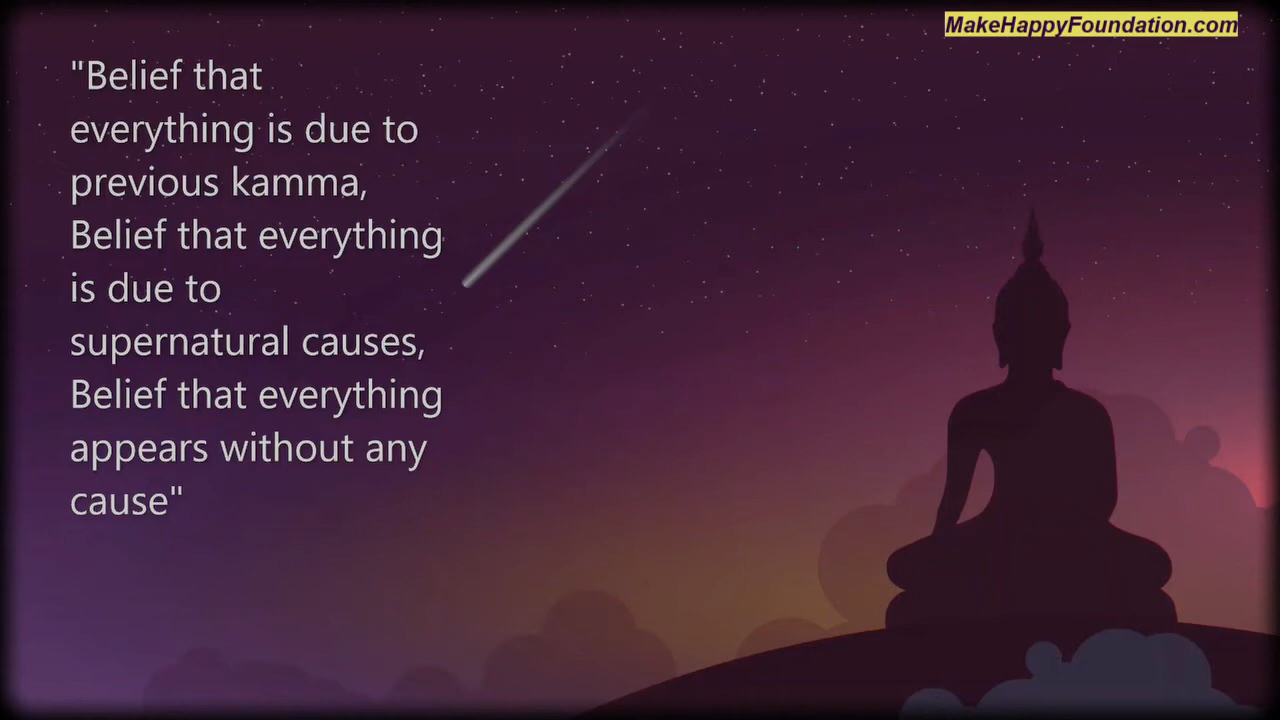 MakeHappyFoundation.com
"Belief that
everything is due to
previous kamma,
Belief that everything
is due to
supernatural causes,
Belief that everything
appears without any
cause"